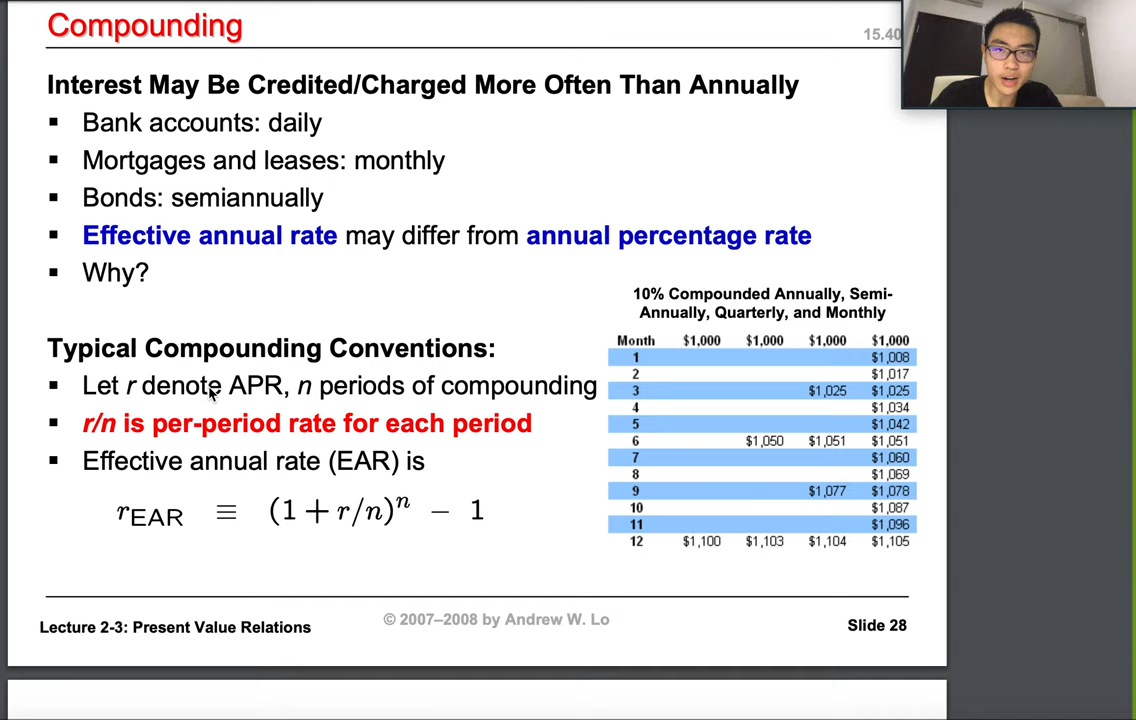 Compounding
15.40
Interest May Be Credited/Charged More Often Than Annually
▪ Bank accounts: daily
▪ Mortgages and leases: monthly
▪ Bonds: semiannually
▪ Effective annual rate may differ from annual percentage rate
▪ Why?
10% Compounded Annually, Semi-
Annually, Quarterly, and Monthly
Month $1,000 $1,000 $1,000 $1,000
1 $1,008
2 $1,017
3 $1,025 $1,025
4 $1,034
5 $1,042
6 $1,050 $1,051 $1,051
7 $1,060
8 $1,069
9 $1,077 $1,078
10 $1,087
11 $1,096
12 $1,100 $1,103 $1,104 $1,105
Typical Compounding Conventions:
▪ Let r denote APR, n periods of compounding
▪ r/n is per-period rate for each period
▪ Effective annual rate (EAR) is
r_EAR ≡ (1 + r/n)^n − 1
Lecture 2-3: Present Value Relations
© 2007–2008 by Andrew W. Lo
Slide 28